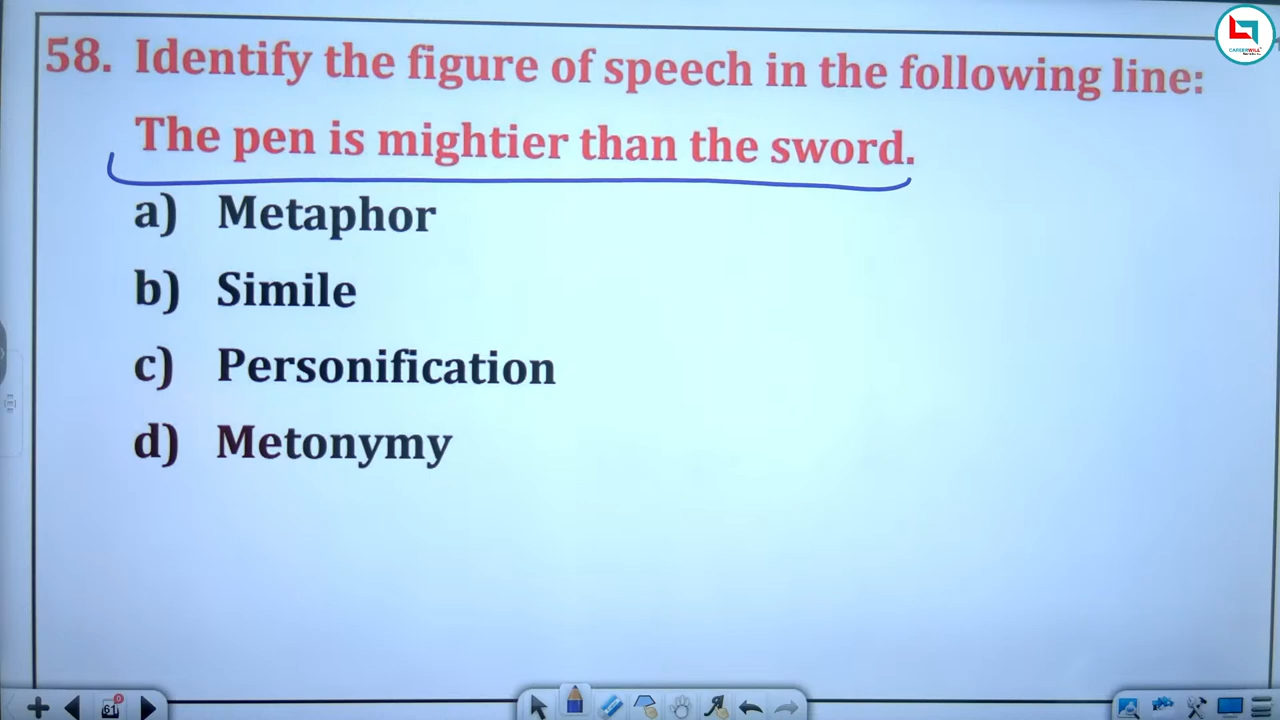 58. Identify the figure of speech in the following line:
The pen is mightier than the sword.
a) Metaphor
b) Simile
c) Personification
d) Metonymy
CAREERWILL
61